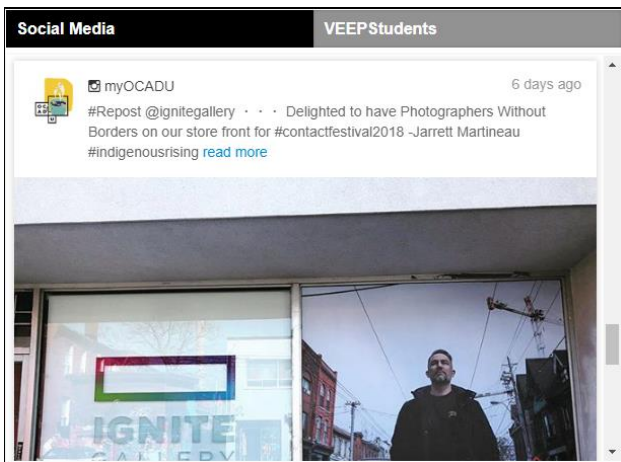 Social Media
VEEPStudents
myOCADU
6 days ago
#Repost @ignitegallery · · · Delighted to have Photographers Without
Borders on our store front for #contactfestival2018 -Jarrett Martineau
#indigenousrising read more
IGNITE
GALLERY